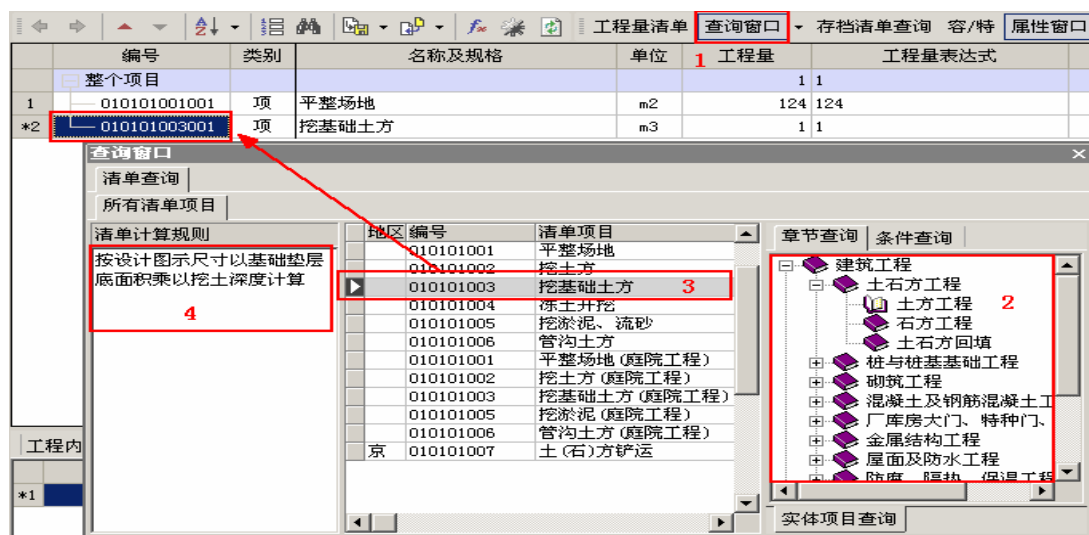 工程量清单 查询窗口 存档清单查询 容/特 属性窗口
编号 类别 名称及规格 单位 1 工程量 工程量表达式
整个项目 1 1
1 010101001001 项 平整场地 m2 124 124
*2 010101003001 项 挖基础土方 m3 1 1
查询窗口
清单查询
所有清单项目
清单计算规则
按设计图示尺寸以基础垫层
底面积乘以挖土深度计算
4
地区 编号 清单项目
010101001 平整场地
010101002 挖土方
010101003 挖基础土方 3
010101004 冻土开挖
010101005 挖淤泥、流砂
010101006 管沟土方
010101001 平整场地(庭院工程)
010101002 挖土方(庭院工程)
010101003 挖基础土方(庭院工程)
010101005 挖淤泥(庭院工程)
010101006 管沟土方(庭院工程)
京 010101007 土(石)方铲运
章节查询 条件查询
建筑工程
土石方工程
土方工程 2
石方工程
土石方回填
桩与桩基基础工程
砌筑工程
混凝土及钢筋混凝土工
厂库房大门、特种门、
金属结构工程
屋面及防水工程
防腐、隔热、保温工程
实体项目查询
工程内
*1